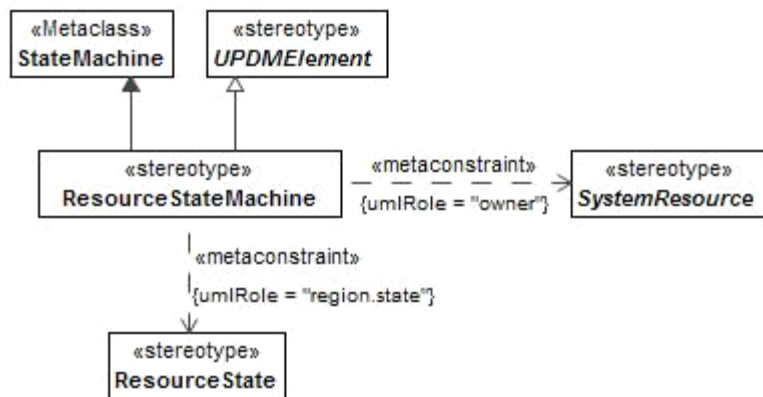 «Metaclass»
StateMachine
«stereotype»
UPDMElement
«stereotype»
ResourceStateMachine
«metaconstraint»
{umlRole = "owner"}
«stereotype»
SystemResource
«metaconstraint»
{umlRole = "region.state"}
«stereotype»
ResourceState